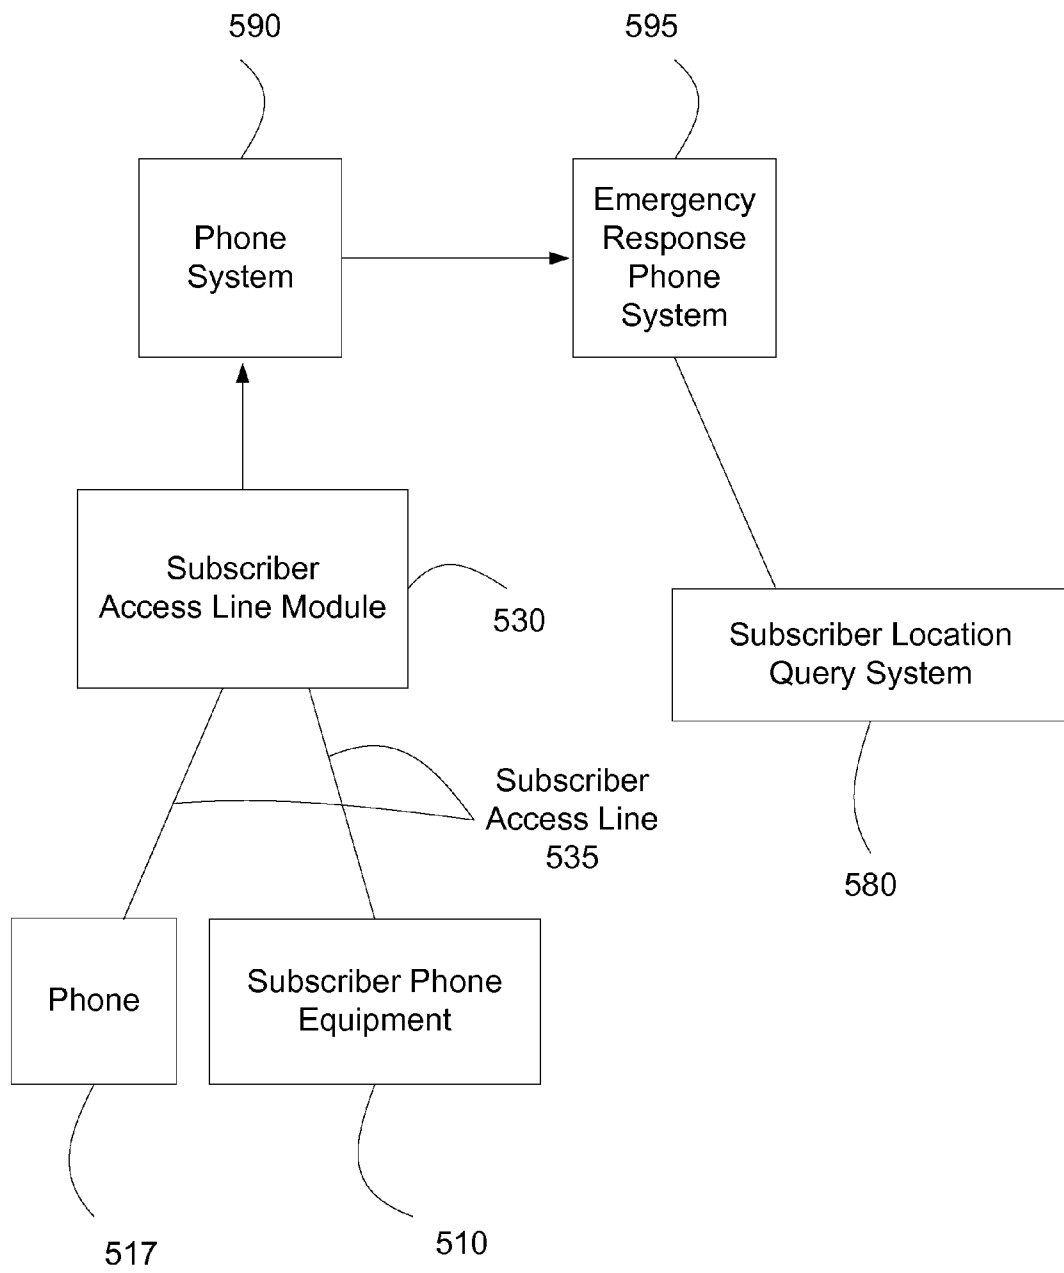 590
595
Phone
System
Emergency
Response
Phone
System
Subscriber
Access Line Module
530
Subscriber Location
Query System
Subscriber
Access Line
535
580
Phone
Subscriber Phone
Equipment
517
510